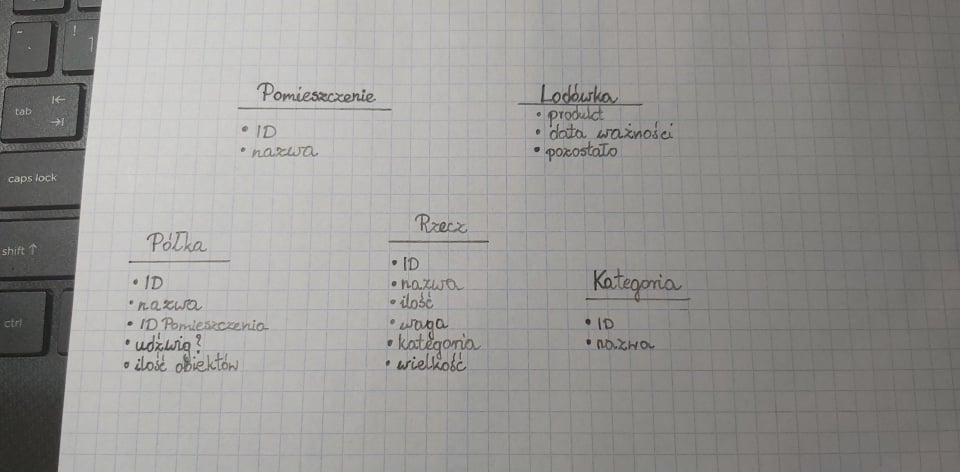 tab
caps lock
shift
ctrl
Pomieszczenie
• ID
• nazwa
Lodówka
• produkt
• data ważności
• pozostało
Półka
• ID
• nazwa
• ID Pomieszczenia
• udźwig?
• ilość obiektów
Rzecz
• ID
• nazwa
• ilość
• waga
• kategoria
• wielkość
Kategoria
• ID
• nazwa